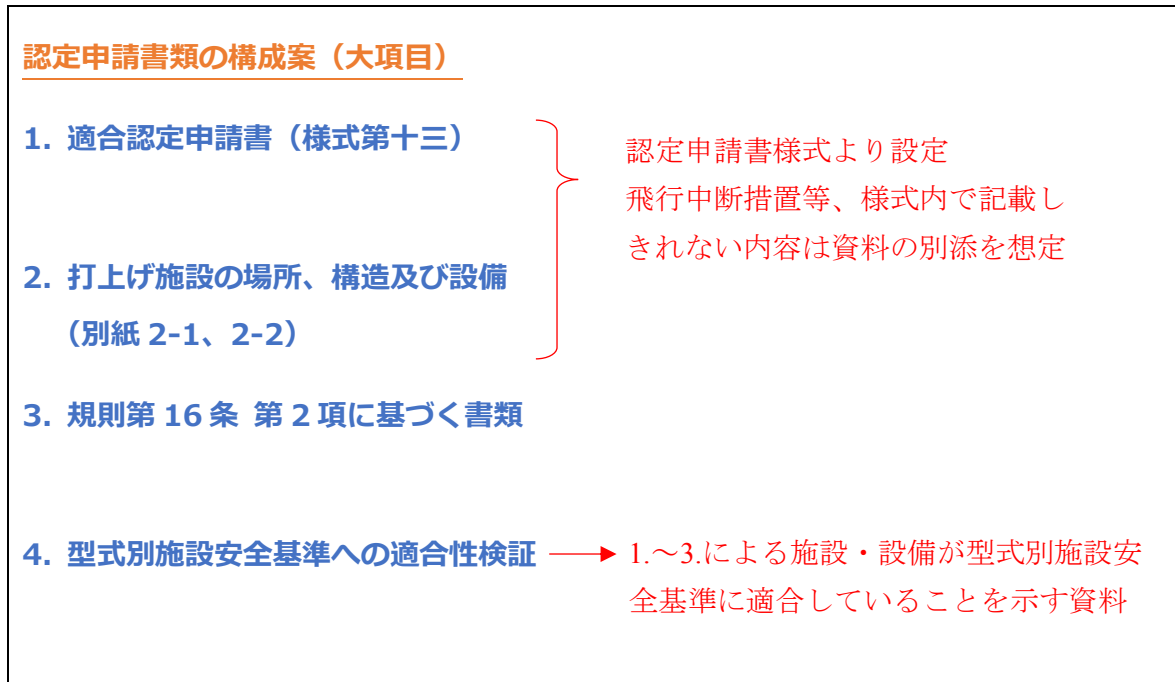 認定申請書類の構成案（大項目）
1. 適合認定申請書（様式第十三）
認定申請書様式より設定
飛行中断措置等、様式内で記載し
きれない内容は資料の別添を想定
2. 打上げ施設の場所、構造及び設備
（別紙 2-1、2-2）
3. 規則第 16 条 第 2 項に基づく書類
4. 型式別施設安全基準への適合性検証
1.～3.による施設・設備が型式別施設安
全基準に適合していることを示す資料